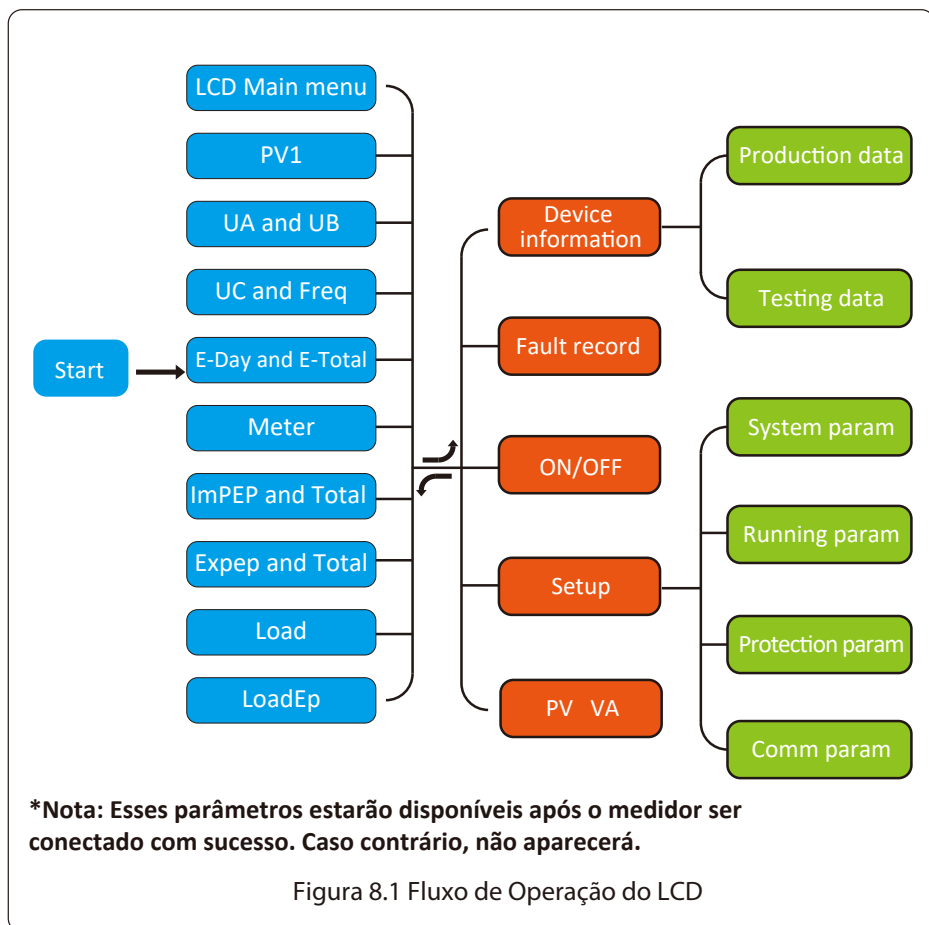 Start
LCD Main menu
PV1
UA and UB
UC and Freq
E-Day and E-Total
Meter
ImPEP and Total
Expep and Total
Load
LoadEp
Device
information
Fault record
ON/OFF
Setup
PV VA
Production data
Testing data
System param
Running param
Protection param
Comm param
*Nota: Esses parâmetros estarão disponíveis após o medidor ser
conectado com sucesso. Caso contrário, não aparecerá.
Figura 8.1 Fluxo de Operação do LCD